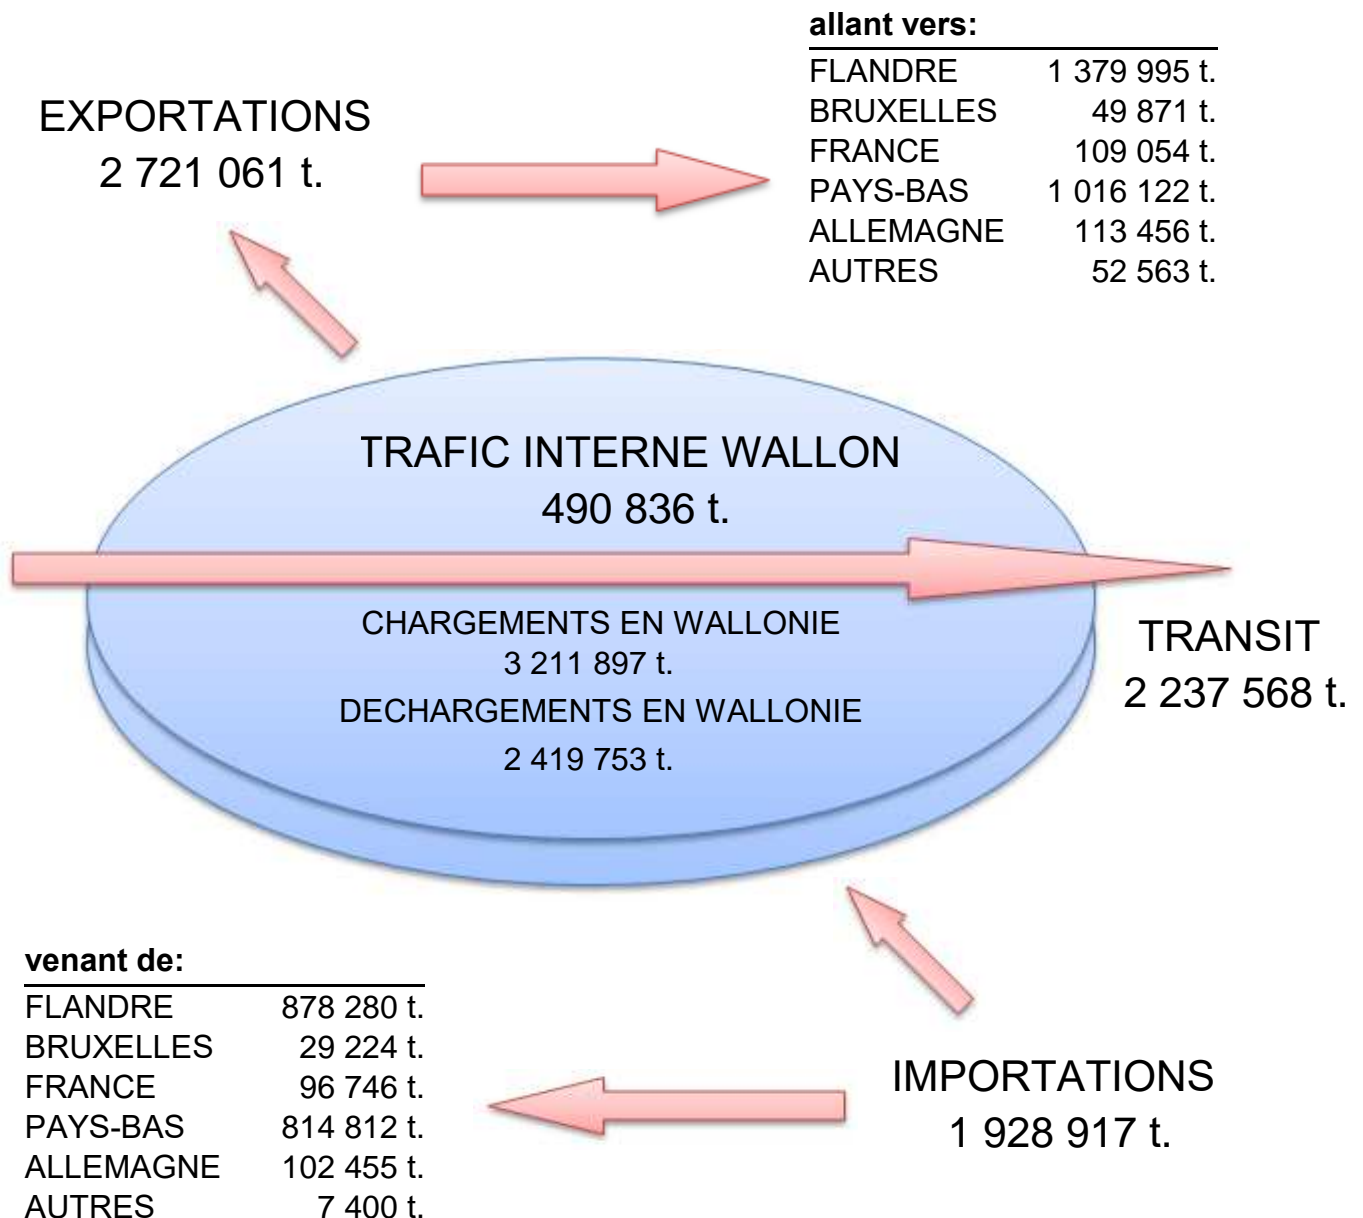 allant vers:
FLANDRE 1 379 995 t.
BRUXELLES 49 871 t.
FRANCE 109 054 t.
PAYS-BAS 1 016 122 t.
ALLEMAGNE 113 456 t.
AUTRES 52 563 t.
EXPORTATIONS
2 721 061 t.
TRAFIC INTERNE WALLON
490 836 t.
CHARGEMENTS EN WALLONIE
3 211 897 t.
DECHARGEMENTS EN WALLONIE
2 419 753 t.
TRANSIT
2 237 568 t.
venant de:
FLANDRE 878 280 t.
BRUXELLES 29 224 t.
FRANCE 96 746 t.
PAYS-BAS 814 812 t.
ALLEMAGNE 102 455 t.
AUTRES 7 400 t.
IMPORTATIONS
1 928 917 t.